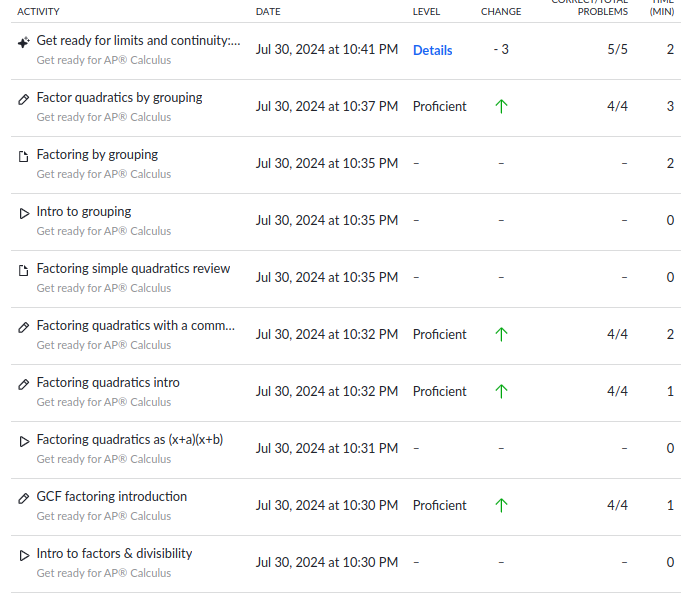 ACTIVITY DATE LEVEL CHANGE CORRECT/TOTAL PROBLEMS TIME (MIN)
Get ready for limits and continuity:... Jul 30, 2024 at 10:41 PM Details - 3 5/5 2
Get ready for AP® Calculus
Factor quadratics by grouping Jul 30, 2024 at 10:37 PM Proficient ↑ 4/4 3
Get ready for AP® Calculus
Factoring by grouping Jul 30, 2024 at 10:35 PM – – – 2
Get ready for AP® Calculus
Intro to grouping Jul 30, 2024 at 10:35 PM – – – 0
Get ready for AP® Calculus
Factoring simple quadratics review Jul 30, 2024 at 10:35 PM – – – 0
Get ready for AP® Calculus
Factoring quadratics with a comm... Jul 30, 2024 at 10:32 PM Proficient ↑ 4/4 2
Get ready for AP® Calculus
Factoring quadratics intro Jul 30, 2024 at 10:32 PM Proficient ↑ 4/4 1
Get ready for AP® Calculus
Factoring quadratics as (x+a)(x+b) Jul 30, 2024 at 10:31 PM – – – 0
Get ready for AP® Calculus
GCF factoring introduction Jul 30, 2024 at 10:30 PM Proficient ↑ 4/4 1
Get ready for AP® Calculus
Intro to factors & divisibility Jul 30, 2024 at 10:30 PM – – – 0
Get ready for AP® Calculus